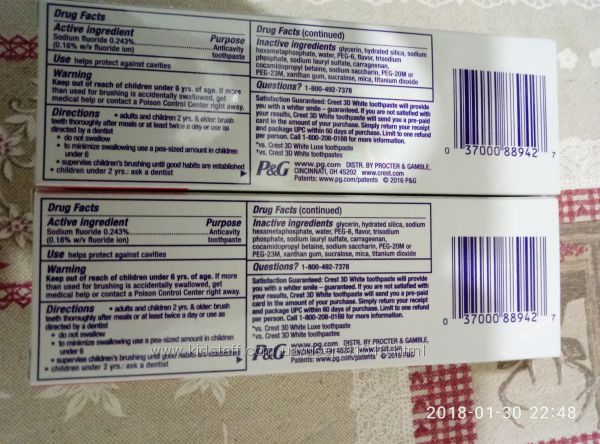 Drug Facts
Active ingredient Purpose
Sodium fluoride 0.243%..................Anticavity
(0.16% w/v fluoride ion) toothpaste
Use helps protect against cavities
Warning
Keep out of reach of children under 6 yrs. of age. If more
than used for brushing is accidentally swallowed, get
medical help or contact a Poison Control Center right away.
Directions • adults and children 2 yrs. & older: brush
teeth thoroughly after meals or at least twice a day or use as
directed by a dentist
• do not swallow
• to minimize swallowing use a pea-sized amount in children
under 6
• supervise children's brushing until good habits are established
• children under 2 yrs.: ask a dentist
Drug Facts (continued)
Inactive ingredients glycerin, hydrated silica, sodium
hexametaphosphate, water, PEG-6, flavor, trisodium
phosphate, sodium lauryl sulfate, carrageenan,
cocamidopropyl betaine, sodium saccharin, PEG-20M or
PEG-23M, xanthan gum, sucralose, mica, titanium dioxide
Questions? 1-800-492-7378
Satisfaction Guaranteed: Crest 3D White toothpaste will provide
you with a whiter smile – guaranteed. If you are not satisfied with
your results, Crest 3D White toothpaste will send you a pre-paid
card in the amount of your purchase. Simply return your receipt
and package UPC within 60 days of purchase. Limit to one refund
per person. Call 1-800-208-0189 for more information.
*vs. Crest 3D White Luxe toothpaste
†vs. Crest 3D White toothpastes
P&G
www.pg.com DISTR. BY PROCTER & GAMBLE,
CINCINNATI, OH 45202 www.crest.com
Patents: www.pg.com/patents © 2016 P&G
0 37000 88942 7
Drug Facts
Active ingredient Purpose
Sodium fluoride 0.243%..................Anticavity
(0.16% w/v fluoride ion) toothpaste
Use helps protect against cavities
Warning
Keep out of reach of children under 6 yrs. of age. If more
than used for brushing is accidentally swallowed, get
medical help or contact a Poison Control Center right away.
Directions • adults and children 2 yrs. & older: brush
teeth thoroughly after meals or at least twice a day or use as
directed by a dentist
• do not swallow
• to minimize swallowing use a pea-sized amount in children
under 6
• supervise children's brushing until good habits are established
• children under 2 yrs.: ask a dentist
Drug Facts (continued)
Inactive ingredients glycerin, hydrated silica, sodium
hexametaphosphate, water, PEG-6, flavor, trisodium
phosphate, sodium lauryl sulfate, carrageenan,
cocamidopropyl betaine, sodium saccharin, PEG-20M or
PEG-23M, xanthan gum, sucralose, mica, titanium dioxide
Questions? 1-800-492-7378
Satisfaction Guaranteed: Crest 3D White toothpaste will provide
you with a whiter smile – guaranteed. If you are not satisfied with
your results, Crest 3D White toothpaste will send you a pre-paid
card in the amount of your purchase. Simply return your receipt
and package UPC within 60 days of purchase. Limit to one refund
per person. Call 1-800-208-0189 for more information.
*vs. Crest 3D White Luxe toothpaste
†vs. Crest 3D White toothpastes
P&G
www.pg.com DISTR. BY PROCTER & GAMBLE,
CINCINNATI, OH 45202 www.crest.com
Patents: www.pg.com/patents © 2016 P&G
0 37000 88942 7
2018-01-30 22:48